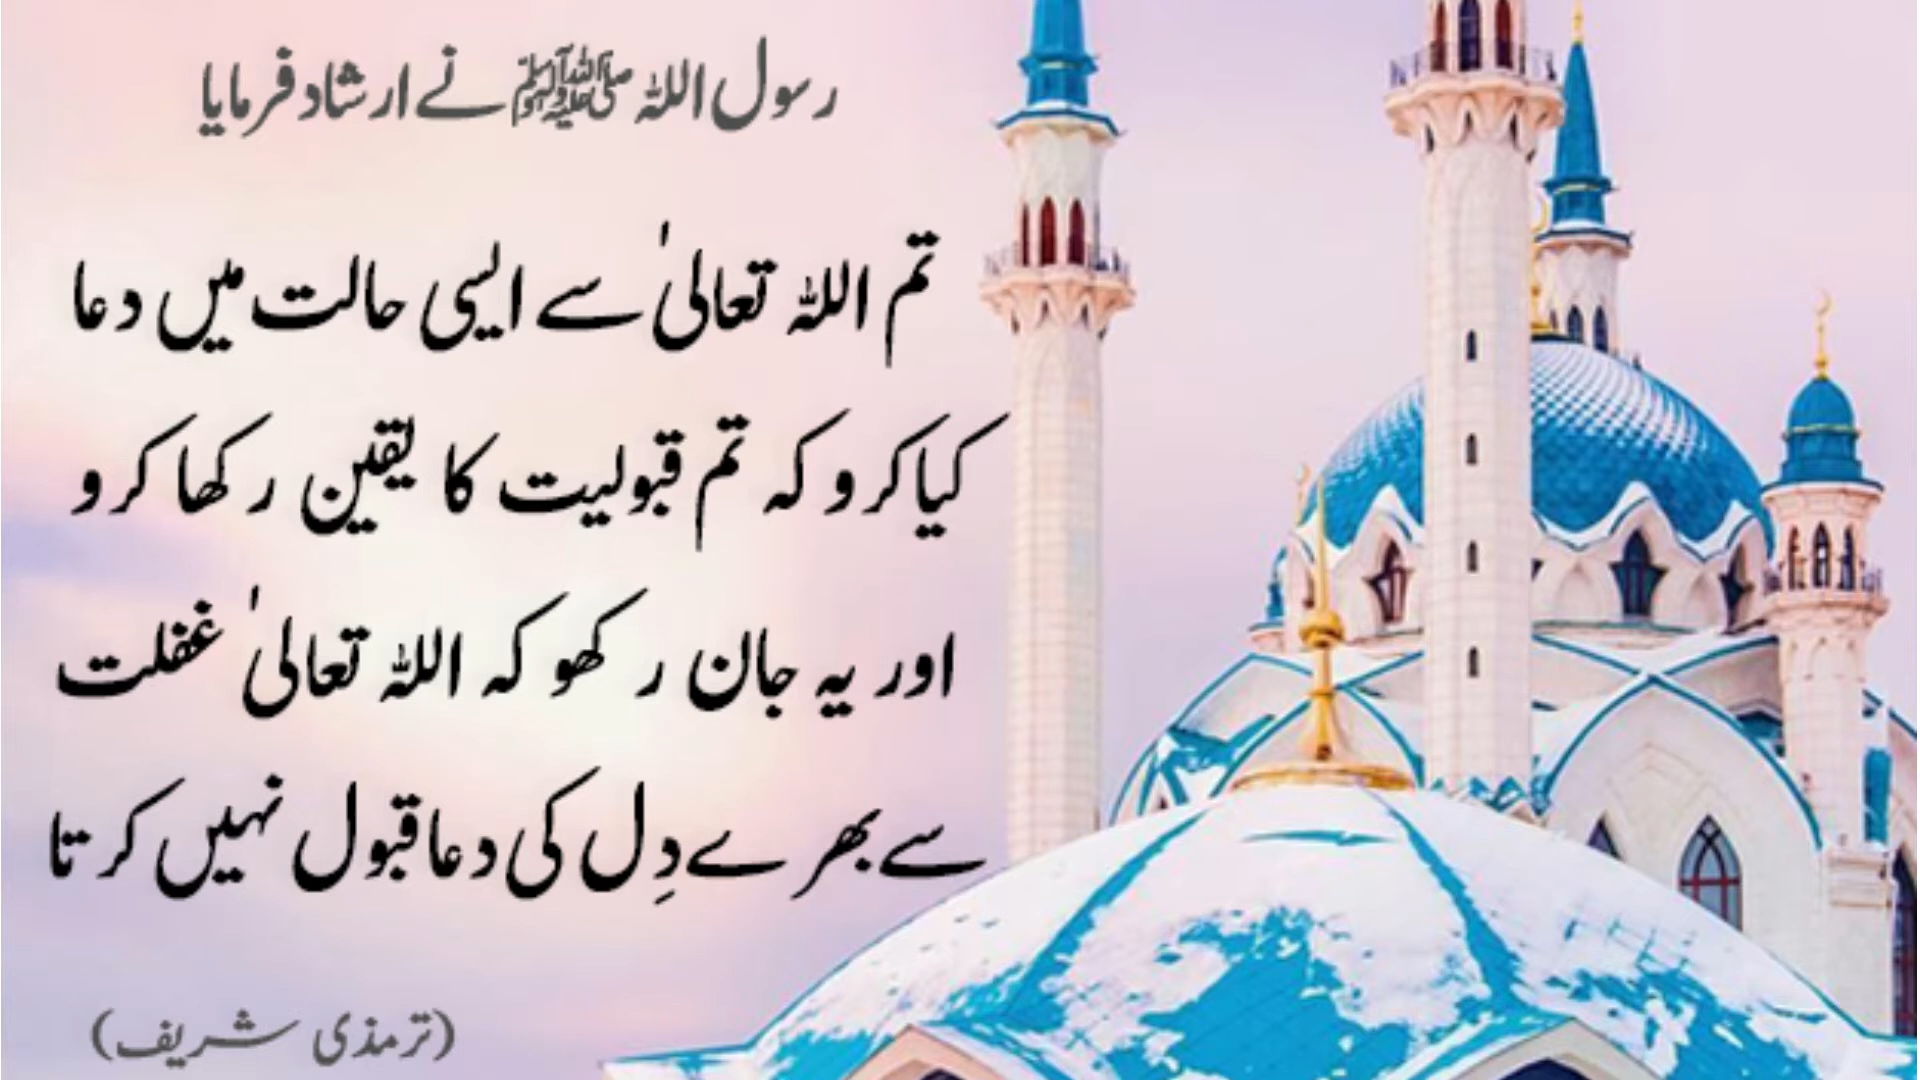 رسول اللہ ﷺ نے ارشاد فرمایا
تم اللہ تعالیٰ سے ایسی حالت میں دعا
کیا کرو کہ تم قبولیت کا یقین رکھا کرو
اور یہ جان رکھو کہ اللہ تعالیٰ غفلت
سے بھرے دِل کی دعا قبول نہیں کرتا
(ترمذی شریف)